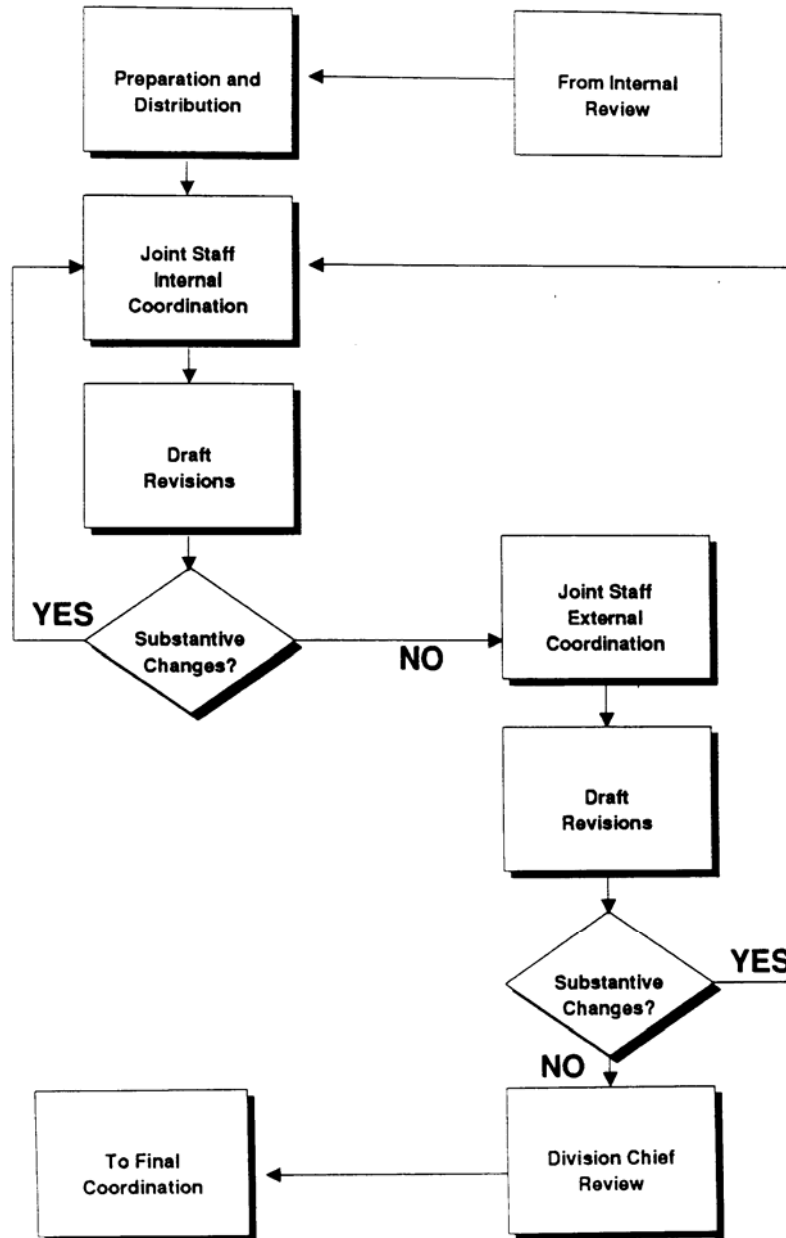 Preparation and
Distribution
From Internal
Review
Joint Staff
Internal
Coordination
Draft
Revisions
YES
Substantive
Changes?
NO
Joint Staff
External
Coordination
Draft
Revisions
Substantive
Changes?
YES
NO
Division Chief
Review
To Final
Coordination